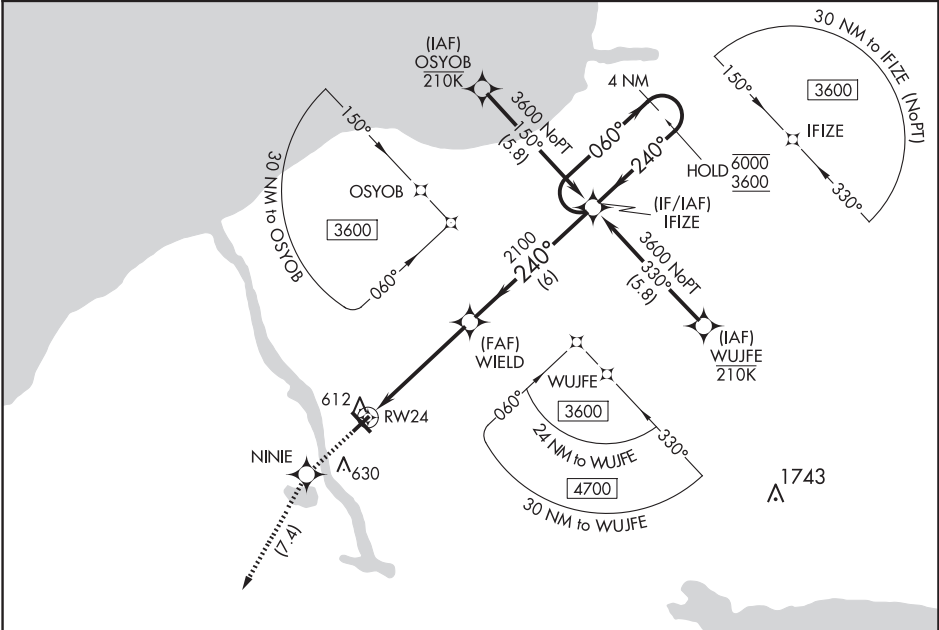 (IAF)
OSYOB
210K
3600 NoPT
150°
(5.8)
4 NM
060°
240°
HOLD
6000
3600
(IF/IAF)
IFIZE
30 NM to IFIZE (NoPT)
150°
3600
IFIZE
330°
150°
OSYOB
30 NM to OSYOB
3600
060°
2100
240°
(6)
3600 NoPT
330°
(5.8)
(IAF)
WUJFE
210K
(FAF)
WIELD
WUJFE
060°
3600
330°
24 NM to WUJFE
4700
30 NM to WUJFE
612
RW24
NINIE
630
(7.4)
1743